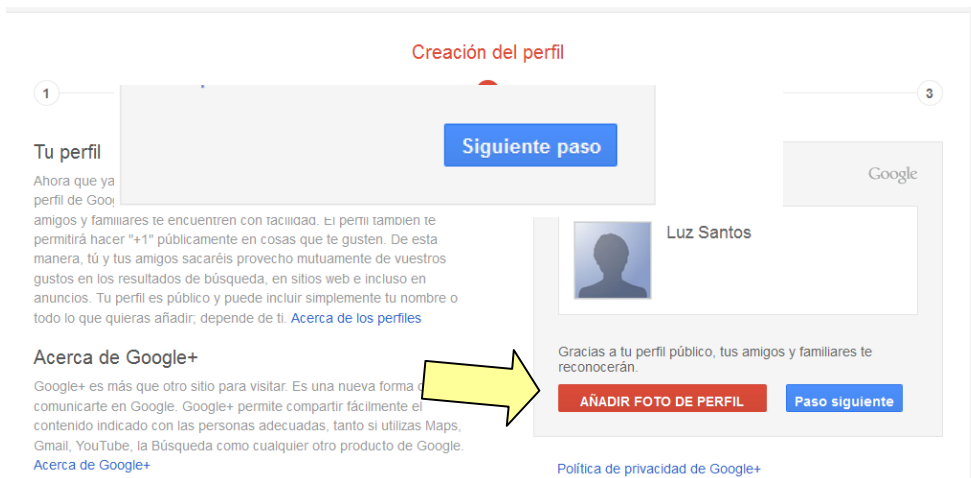 Creación del perfil
1
3
Siguiente paso
Tu perfil
Ahora que ya
perfil de Goog
amigos y familiares te encuentren con facilidad. El perfil también te
permitirá hacer "+1" públicamente en cosas que te gusten. De esta
manera, tú y tus amigos sacaréis provecho mutuamente de vuestros
gustos en los resultados de búsqueda, en sitios web e incluso en
anuncios. Tu perfil es público y puede incluir simplemente tu nombre o
todo lo que quieras añadir; depende de ti. Acerca de los perfiles
Acerca de Google+
Google+ es más que otro sitio para visitar. Es una nueva forma
comunicarte en Google. Google+ permite compartir fácilmente el
contenido indicado con las personas adecuadas, tanto si utilizas Maps,
Gmail, YouTube, la Búsqueda como cualquier otro producto de Google.
Acerca de Google+
Google
Luz Santos
Gracias a tu perfil público, tus amigos y familiares te
reconocerán.
AÑADIR FOTO DE PERFIL
Paso siguiente
Política de privacidad de Google+